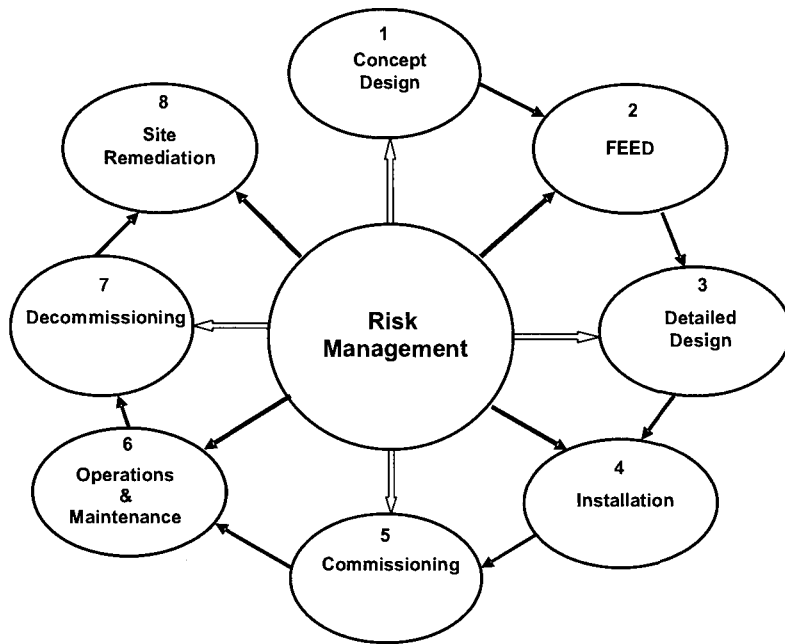 1
Concept
Design
2
FEED
3
Detailed
Design
4
Installation
5
Commissioning
6
Operations
&
Maintenance
7
Decommissioning
8
Site
Remediation
Risk
Management